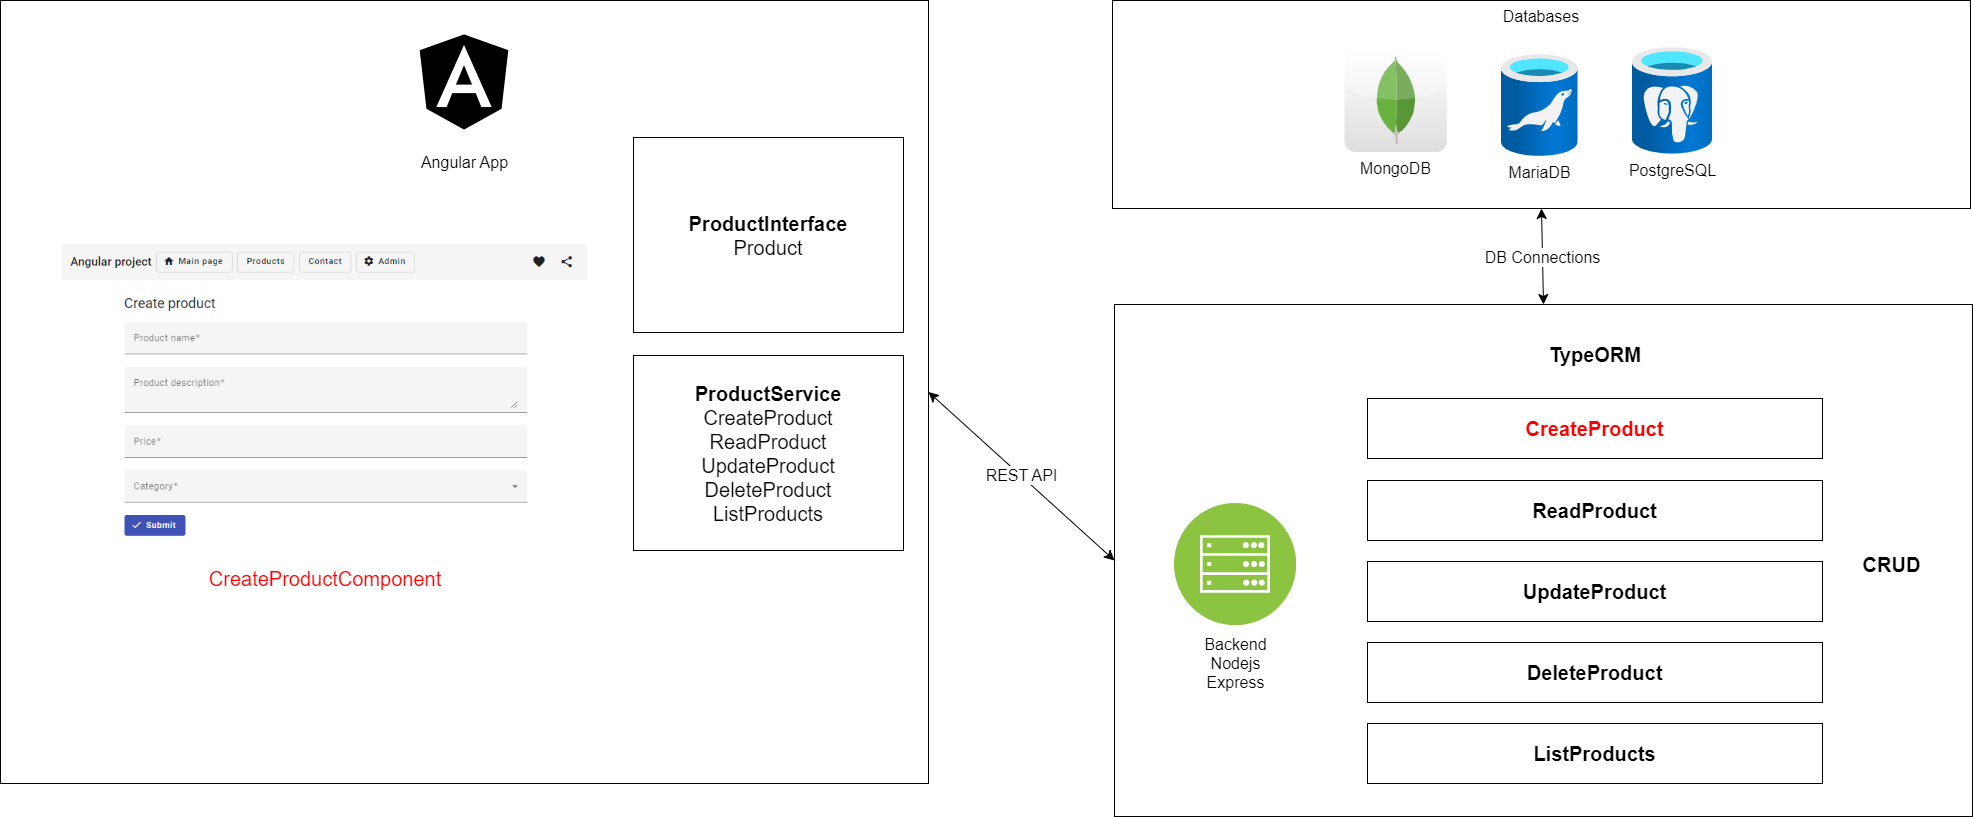 Angular App
Angular project
Main page
Products
Contact
Admin
Create product
Product name*
Product description*
Price*
Category*
Submit
CreateProductComponent
ProductInterface
Product
ProductService
CreateProduct
ReadProduct
UpdateProduct
DeleteProduct
ListProducts
REST API
Databases
MongoDB
MariaDB
PostgreSQL
DB Connections
TypeORM
CreateProduct
ReadProduct
UpdateProduct
DeleteProduct
ListProducts
CRUD
Backend
Nodejs
Express